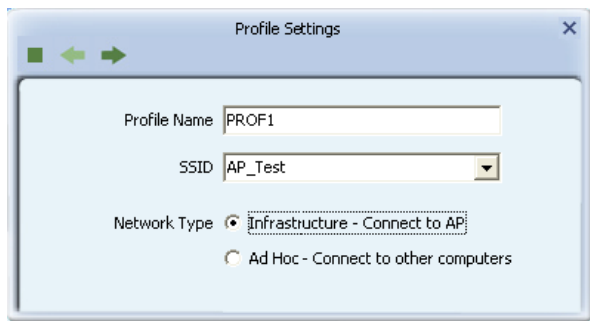 Profile Settings
Profile Name PROF1
SSID AP_Test
Network Type Infrastructure - Connect to AP
Ad Hoc - Connect to other computers